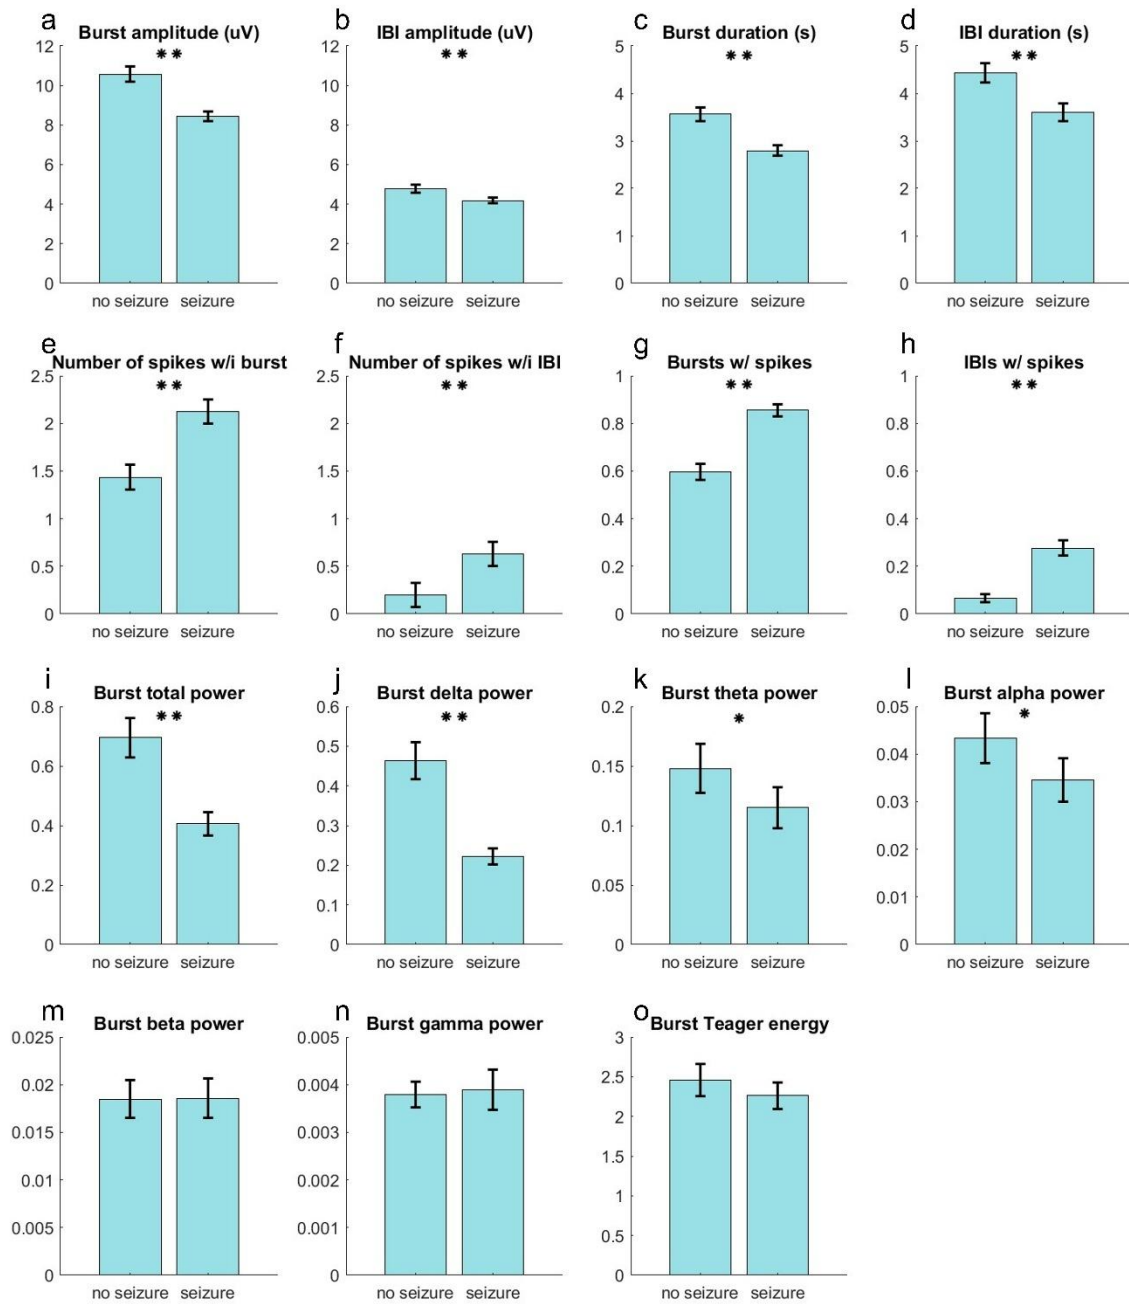 a b c d
Burst amplitude (uV) IBI amplitude (uV) Burst duration (s) IBI duration (s)
** ** ** **
12 12 5 5
10 10 4 4
8 8 3 3
6 6 2 2
4 4 1 1
2 2 0 0
0 0
no seizure seizure no seizure seizure no seizure seizure no seizure seizure
e f g h
Number of spikes w/i burst Number of spikes w/i IBI Bursts w/ spikes IBIs w/ spikes
** ** ** **
2.5 2.5 1 1
2 2 0.8 0.8
1.5 1.5 0.6 0.6
1 1 0.4 0.4
0.5 0.5 0.2 0.2
0 0 0 0
no seizure seizure no seizure seizure no seizure seizure no seizure seizure
i j k l
Burst total power Burst delta power Burst theta power Burst alpha power
** ** * *
0.8 0.6 0.2 0.05
0.6 0.5 0.15 0.04
0.4 0.4 0.1 0.03
0.2 0.3 0.05 0.02
0 0.2 0 0.01
0.1 0
0
no seizure seizure no seizure seizure no seizure seizure no seizure seizure
m n o
Burst beta power Burst gamma power Burst Teager energy
0.025 0.005 3
0.02 0.004 2.5
0.015 0.003 2
0.01 0.002 1.5
0.005 0.001 1
0 0 0.5
0
no seizure seizure no seizure seizure no seizure seizure